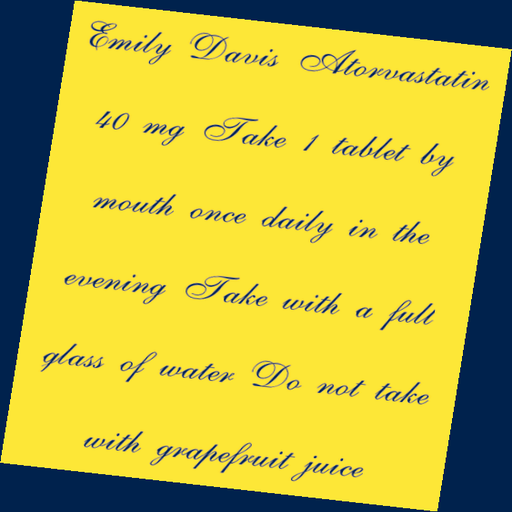 Emily Davis Atorvastatin
40 mg Take 1 tablet by
mouth once daily in the
evening Take with a full
glass of water Do not take
with grapefruit juice